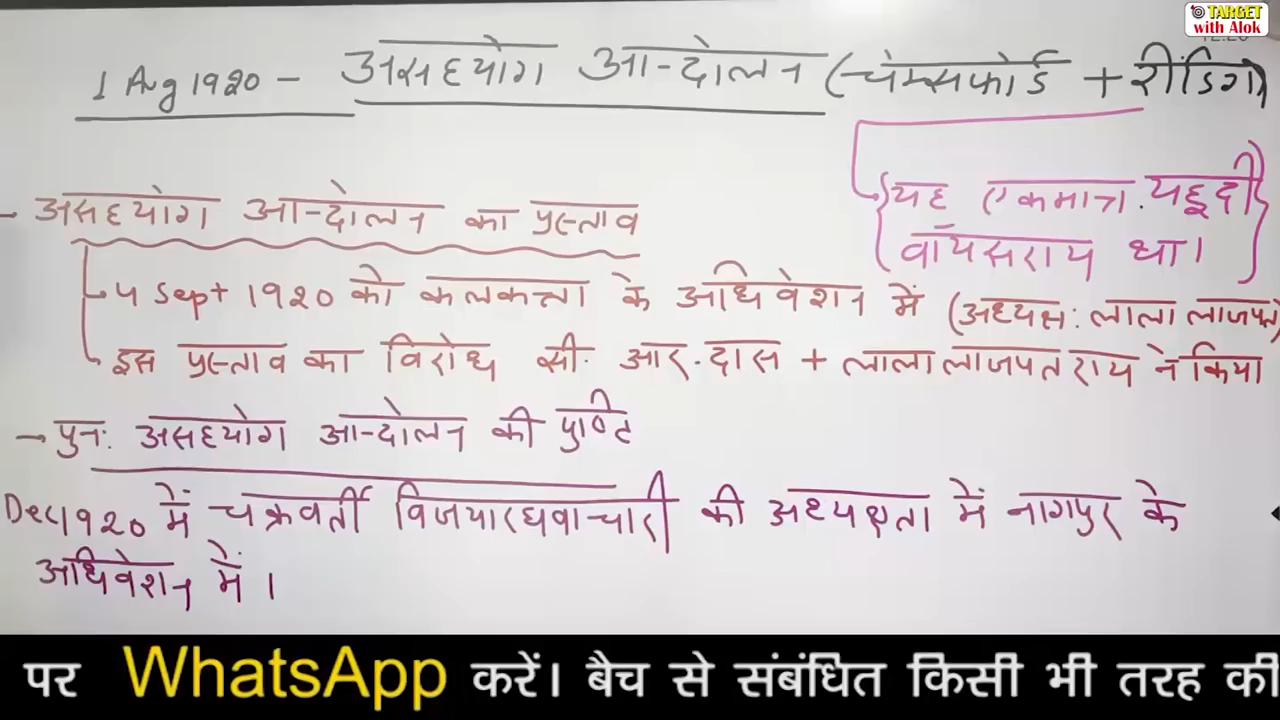 TARGET
with Alok
1 Aug 1920 - असहयोग आन्दोलन (चेम्सफोर्ड + रीडिंग)
{यह एकमात्र यहूदी
वॉयसराय था।}
- असहयोग आन्दोलन का प्रस्ताव
4 Sept 1920 को कलकत्ता के अधिवेशन में (अध्यक्ष: लाला लाजपत)
इस प्रस्ताव का विरोध सी. आर. दास + लाला लाजपत राय ने किया
- पुनः असहयोग आन्दोलन की पुष्टि
Dec 1920 में चक्रवर्ती विजयारघवाचारी की अध्यक्षता में नागपुर के
अधिवेशन में ।
पर WhatsApp करें। बैच से संबंधित किसी भी तरह की